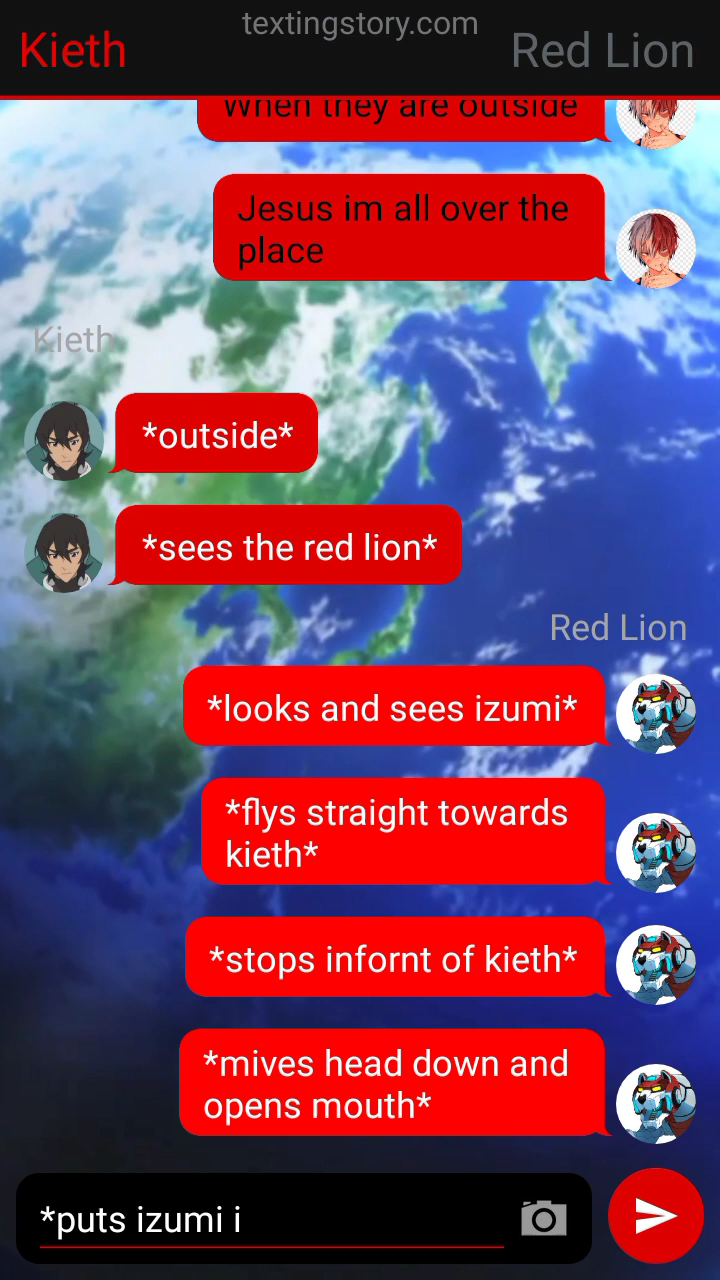 textingstory.com
Kieth
Red Lion
When they are outside
Jesus im all over the
place
Kieth
*outside*
*sees the red lion*
Red Lion
*looks and sees izumi*
*flys straight towards
kieth*
*stops infornt of kieth*
*mives head down and
opens mouth*
*puts izumi i